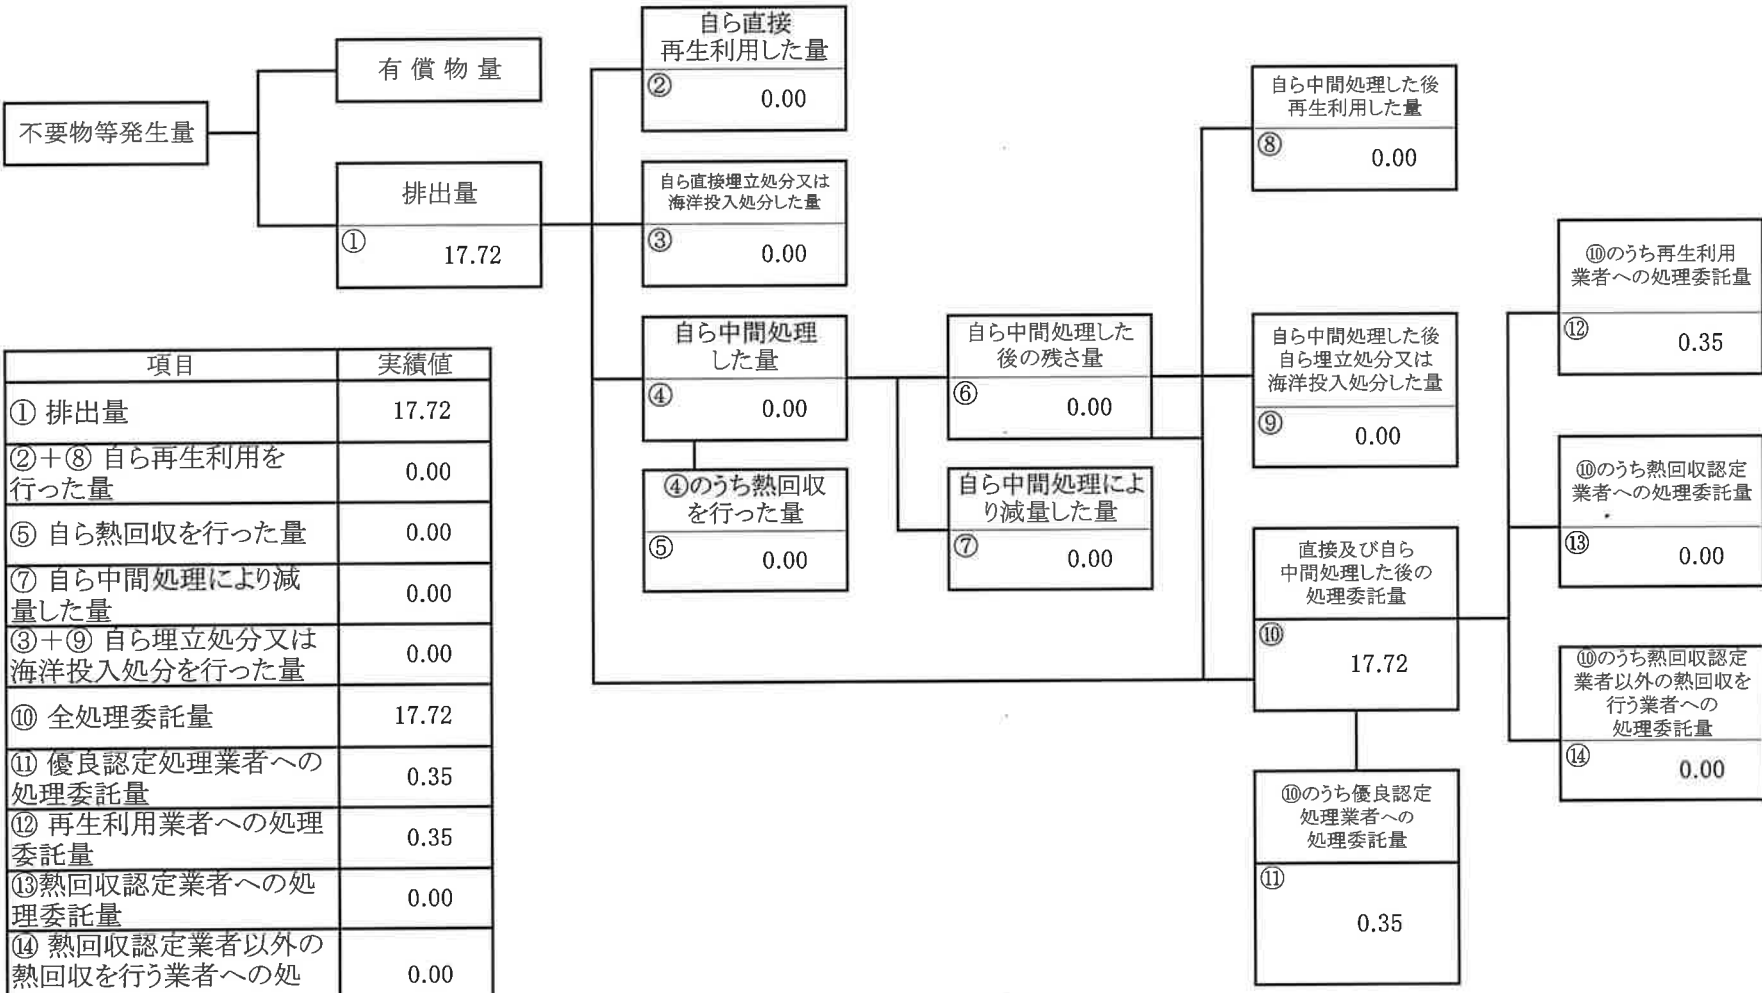 不要物等発生量
有 償 物 量
排出量
①
17.72
自ら直接
再生利用した量
②
0.00
自ら直接埋立処分又は
海洋投入処分した量
③
0.00
自ら中間処理
した量
④
0.00
④のうち熱回収
を行った量
⑤
0.00
自ら中間処理した
後の残さ量
⑥
0.00
自ら中間処理によ
り減量した量
⑦
0.00
自ら中間処理した後
再生利用した量
⑧
0.00
自ら中間処理した後
自ら埋立処分又は
海洋投入処分した量
⑨
0.00
直接及び自ら
中間処理した後の
処理委託量
⑩
17.72
⑩のうち優良認定
処理業者への
処理委託量
⑪
0.35
⑩のうち再生利用
業者への処理委託量
⑫
0.35
⑩のうち熱回収認定
業者への処理委託量
⑬
0.00
⑩のうち熱回収認定
業者以外の熱回収を
行う業者への
処理委託量
⑭
0.00
項目 実績値
① 排出量 17.72
②＋⑧ 自ら再生利用を
行った量 0.00
⑤ 自ら熱回収を行った量 0.00
⑦ 自ら中間処理により減
量した量 0.00
③＋⑨ 自ら埋立処分又は
海洋投入処分を行った量 0.00
⑩ 全処理委託量 17.72
⑪ 優良認定処理業者への
処理委託量 0.35
⑫ 再生利用業者への処理
委託量 0.35
⑬熱回収認定業者への処
理委託量 0.00
⑭ 熱回収認定業者以外の
熱回収を行う業者への処 0.00